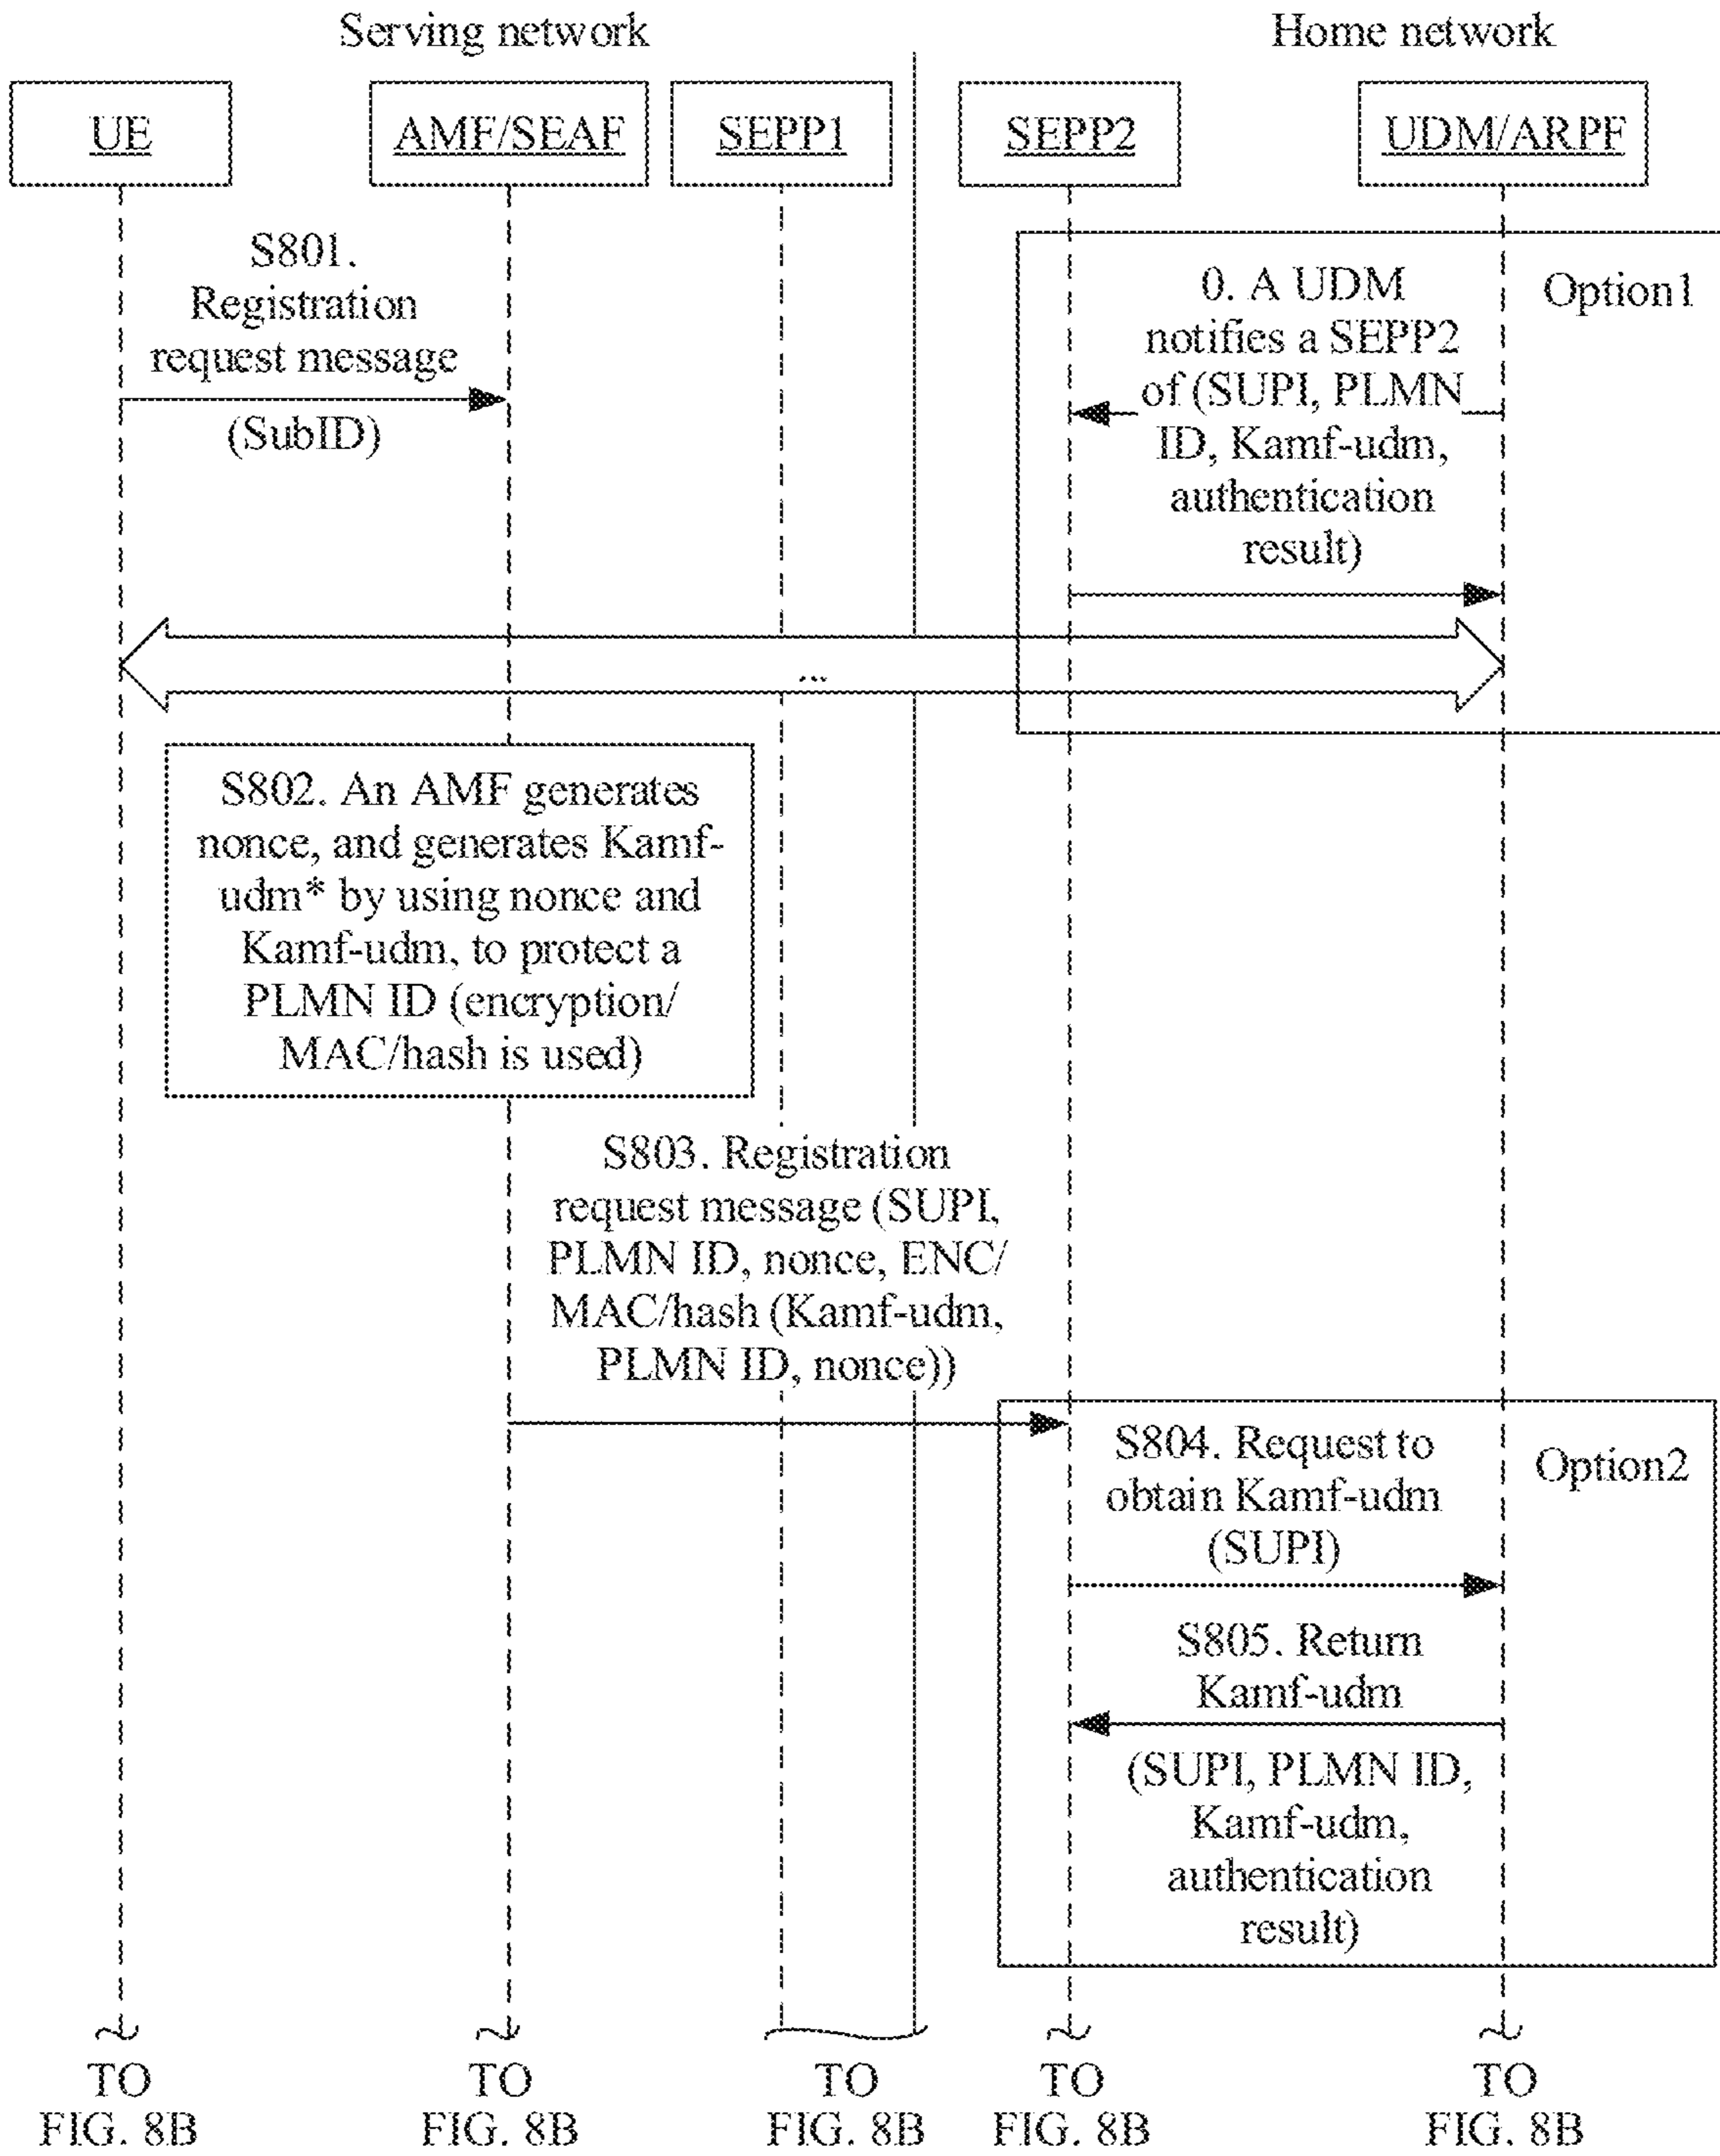 Serving network
Home network
UE
AMF/SEAF
SEPP1
SEPP2
UDM/ARPF
S801.
Registration
request message
(SubID)
Option1
0. A UDM
notifies a SEPP2
of (SUPI, PLMN
ID, Kamf-udm,
authentication
result)
...
S802. An AMF generates
nonce, and generates Kamf-
udm* by using nonce and
Kamf-udm, to protect a
PLMN ID (encryption/
MAC/hash is used)
S803. Registration
request message (SUPI,
PLMN ID, nonce, ENC/
MAC/hash (Kamf-udm,
PLMN ID, nonce))
Option2
S804. Request to
obtain Kamf-udm
(SUPI)
S805. Return
Kamf-udm
(SUPI, PLMN ID,
Kamf-udm,
authentication
result)
TO
FIG. 8B
TO
FIG. 8B
TO
FIG. 8B
TO
FIG. 8B
TO
FIG. 8B